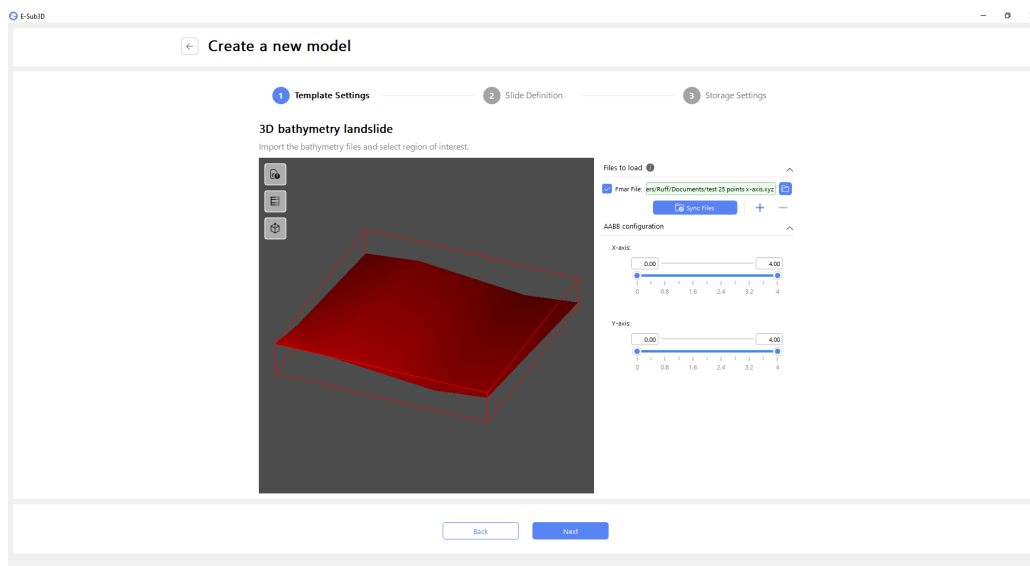 E-Sub3D
Create a new model
1 Template Settings
2 Slide Definition
3 Storage Settings
3D bathymetry landslide
Import the bathymetry files and select region of interest.
Files to load
Fmar File: ers/Ruff/Documents/test 25 points x-axis.xyz
Sync Files
AABB configuration
X-axis:
0.00 4.00
0 0.8 1.6 2.4 3.2 4
Y-axis:
0.00 4.00
0 0.8 1.6 2.4 3.2 4
Back Next